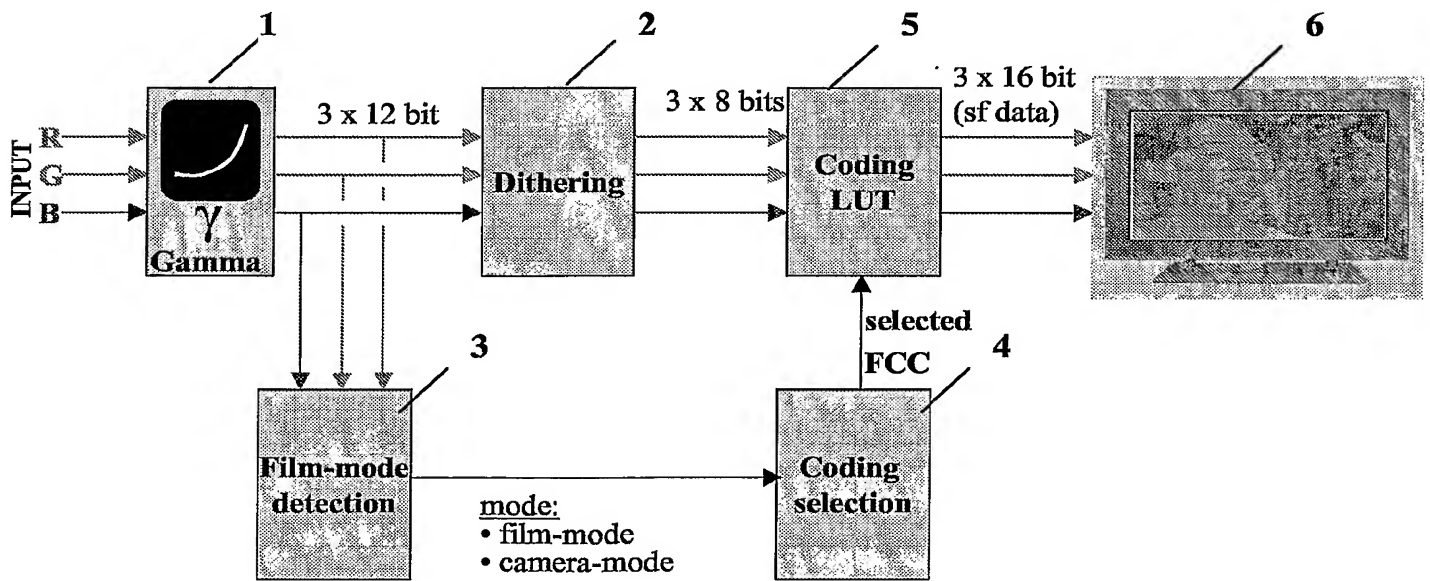 1
2
5
6
INPUT
R
G
B
γ
Gamma
3 x 12 bit
Dithering
3 x 8 bits
Coding
LUT
3 x 16 bit
(sf data)
3
Film-mode
detection
mode:
• film-mode
• camera-mode
selected
FCC
4
Coding
selection